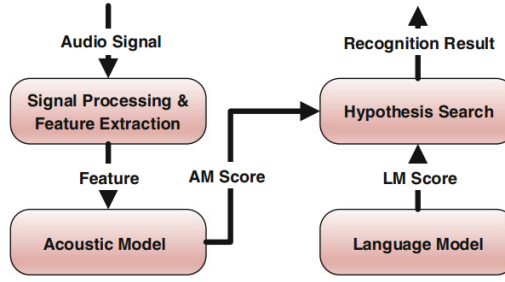 Audio Signal
Signal Processing &
Feature Extraction
Feature
Acoustic Model
AM Score
Recognition Result
Hypothesis Search
LM Score
Language Model